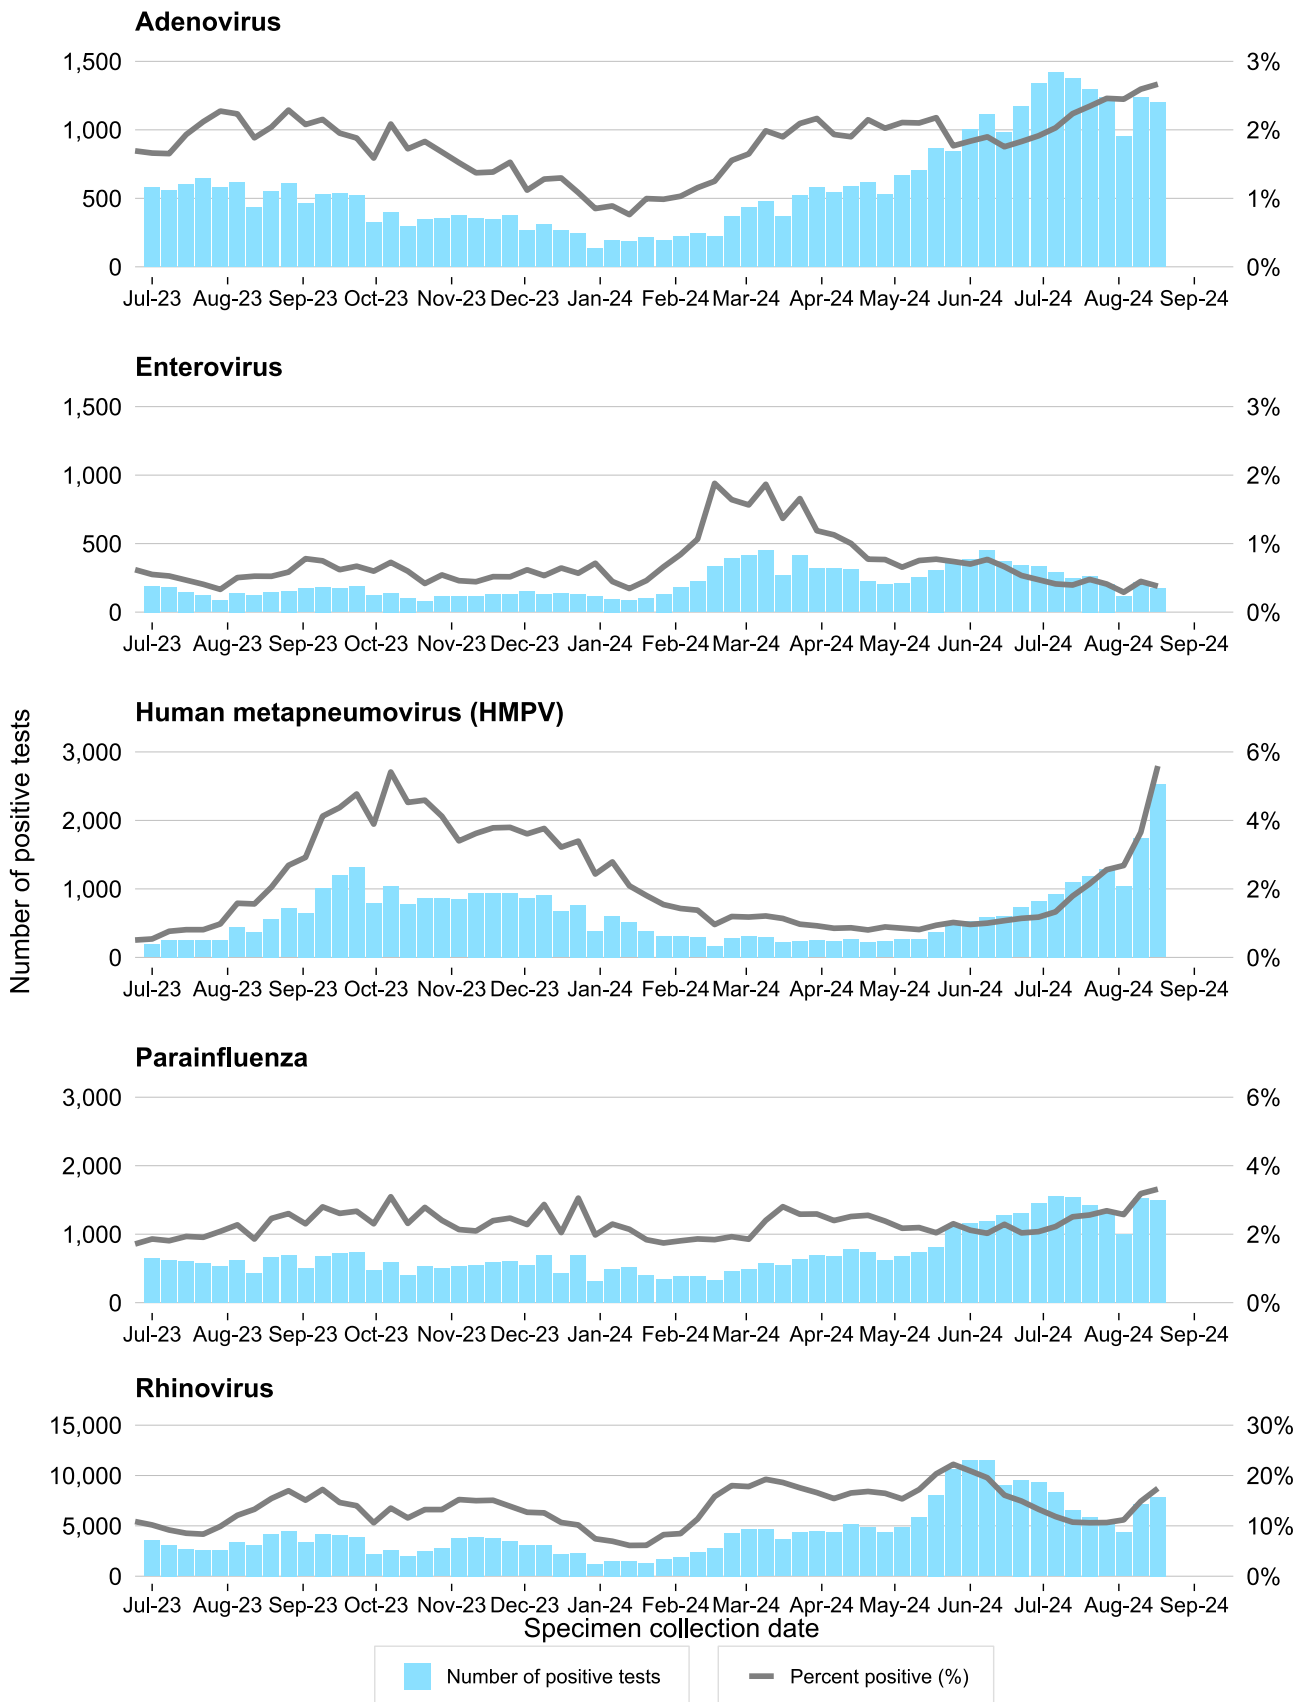 Adenovirus
1,500 3%
1,000 2%
500 1%
0 0%
Jul-23 Aug-23 Sep-23 Oct-23 Nov-23 Dec-23 Jan-24 Feb-24 Mar-24 Apr-24 May-24 Jun-24 Jul-24 Aug-24 Sep-24
Enterovirus
1,500 3%
1,000 2%
500 1%
0 0%
Jul-23 Aug-23 Sep-23 Oct-23 Nov-23 Dec-23 Jan-24 Feb-24 Mar-24 Apr-24 May-24 Jun-24 Jul-24 Aug-24 Sep-24
Number of positive tests
Human metapneumovirus (HMPV)
3,000 6%
2,000 4%
1,000 2%
0 0%
Jul-23 Aug-23 Sep-23 Oct-23 Nov-23 Dec-23 Jan-24 Feb-24 Mar-24 Apr-24 May-24 Jun-24 Jul-24 Aug-24 Sep-24
Parainfluenza
3,000 6%
2,000 4%
1,000 2%
0 0%
Jul-23 Aug-23 Sep-23 Oct-23 Nov-23 Dec-23 Jan-24 Feb-24 Mar-24 Apr-24 May-24 Jun-24 Jul-24 Aug-24 Sep-24
Rhinovirus
15,000 30%
10,000 20%
5,000 10%
0 0%
Jul-23 Aug-23 Sep-23 Oct-23 Nov-23 Dec-23 Jan-24 Feb-24 Mar-24 Apr-24 May-24 Jun-24 Jul-24 Aug-24 Sep-24
Specimen collection date
Number of positive tests Percent positive (%)